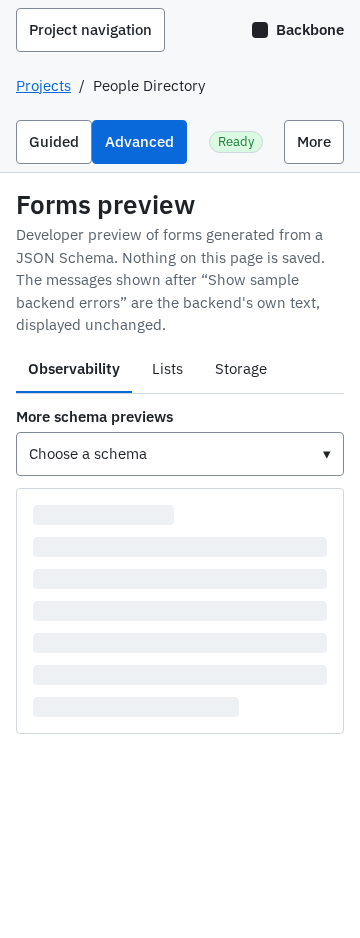 Project navigation
Backbone
Projects / People Directory
Guided
Advanced
Ready
More
Forms preview
Developer preview of forms generated from a
JSON Schema. Nothing on this page is saved.
The messages shown after “Show sample
backend errors” are the backend's own text,
displayed unchanged.
Observability
Lists
Storage
More schema previews
Choose a schema